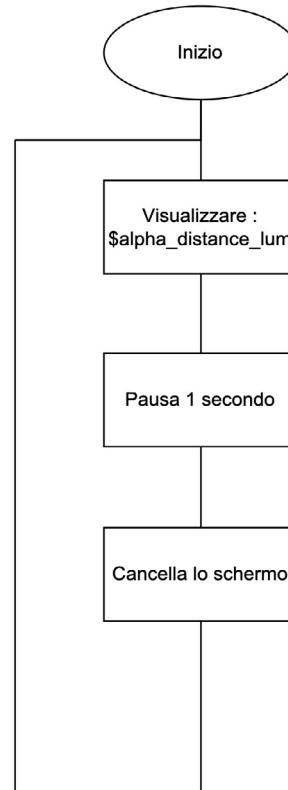 Inizio
Visualizzare :
$alpha_distance_lum
Pausa 1 secondo
Cancella lo schermo